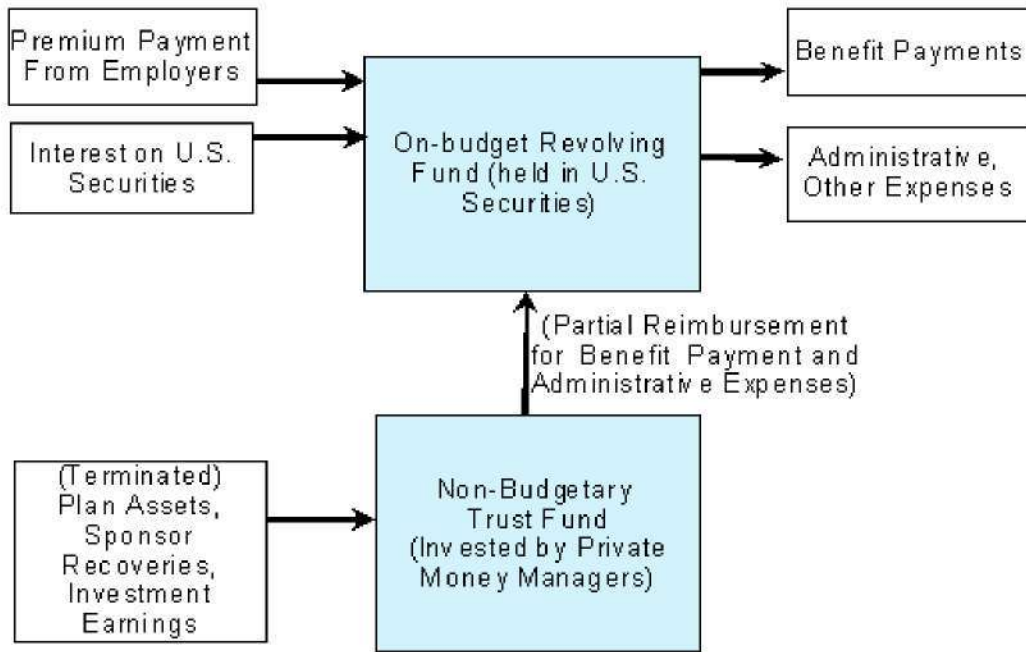 Premium Payment
From Employers
Interest on U.S.
Securities
On-budget Revolving
Fund (held in U.S.
Securities)
Benefit Payments
Administrative,
Other Expenses
(Partial Reimbursement
for Benefit Payment and
Administrative Expenses)
(Terminated)
Plan Assets,
Sponsor
Recoveries,
Investment
Earnings
Non-Budgetary
Trust Fund
(Invested by Private
Money Managers)